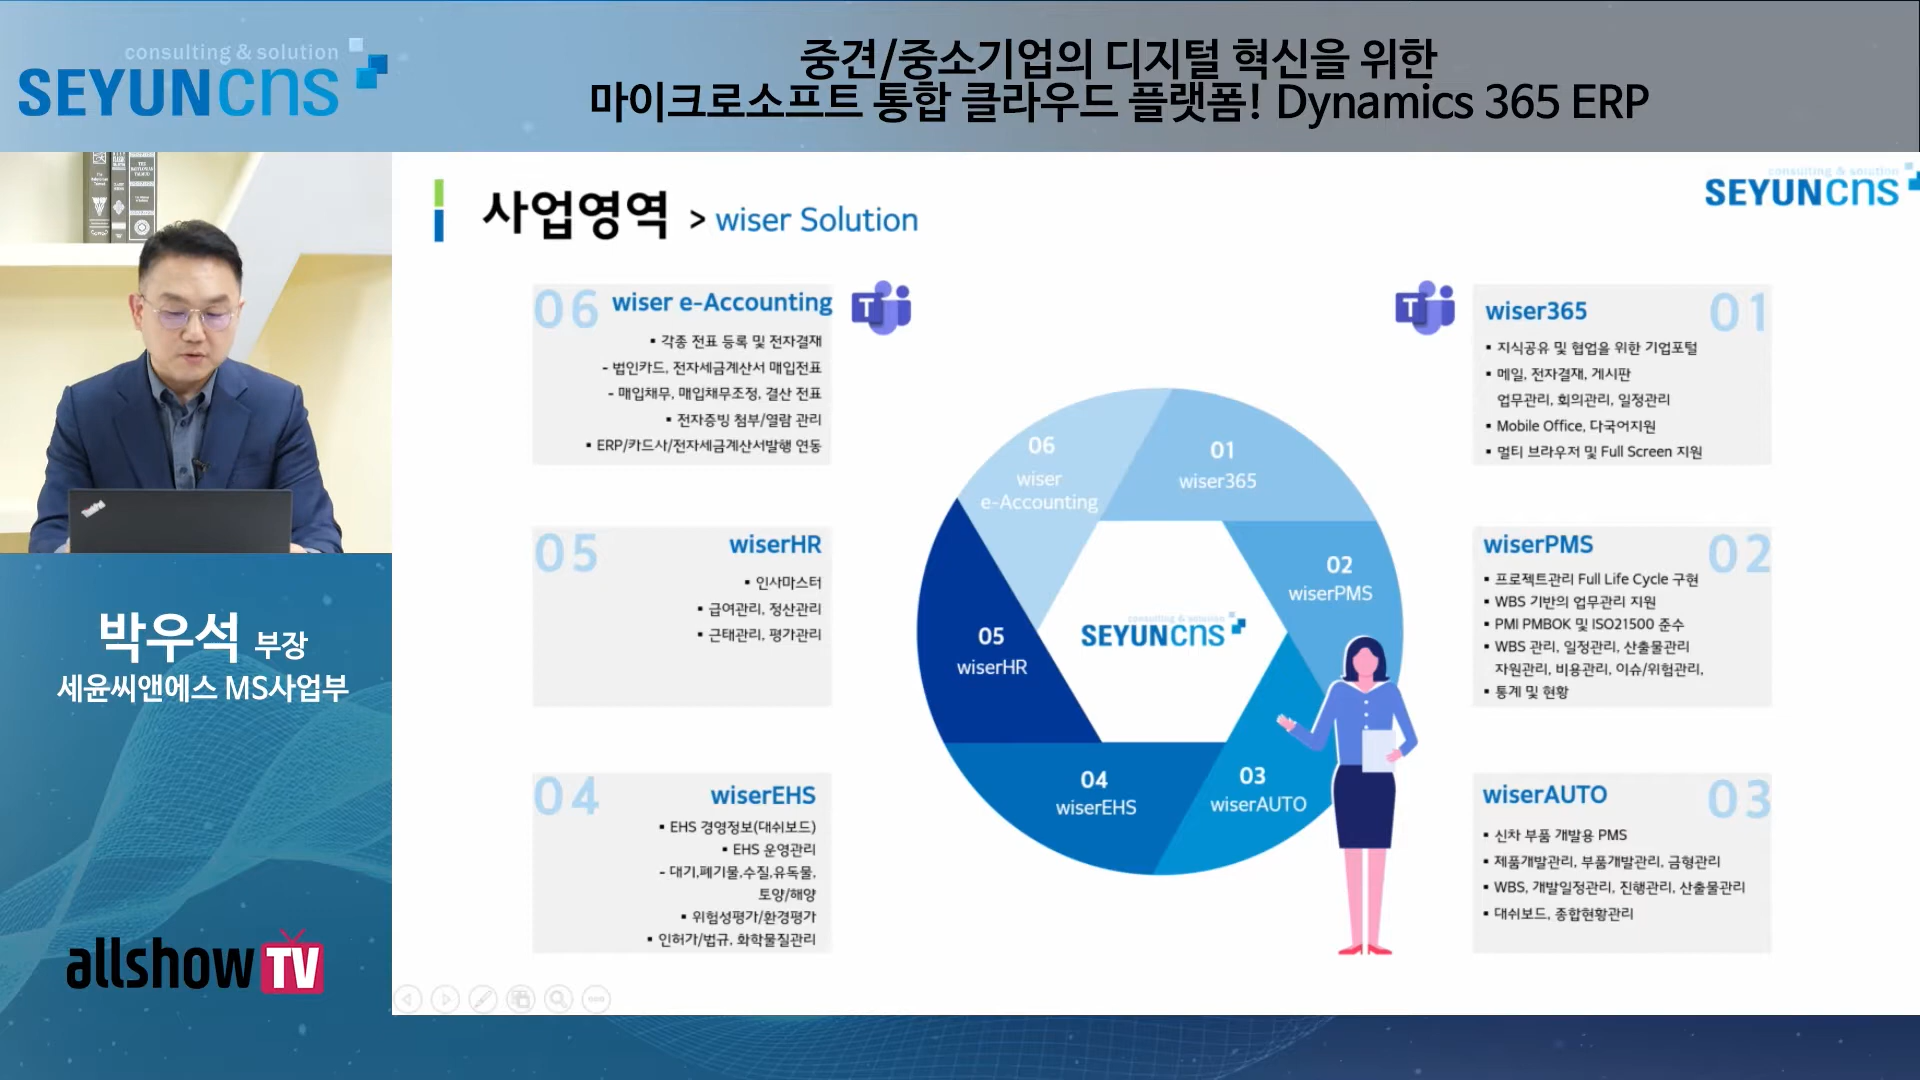 consulting & solution
SEYUNCNS
중견/중소기업의 디지털 혁신을 위한
마이크로소프트 통합 클라우드 플랫폼! Dynamics 365 ERP
박우석 부장
세윤씨앤에스 MS사업부
allshowTV
사업영역 > wiser Solution
consulting & solution
SEYUNCNS
06 wiser e-Accounting
▪ 각종 전표 등록 및 전자결재
- 법인카드, 전자세금계산서 매입전표
- 매입채무, 매입채무조정, 결산 전표
▪ 전자증빙 첨부/열람 관리
▪ ERP/카드사/전자세금계산서발행 연동
T
05 wiserHR
▪ 인사마스터
▪ 급여관리, 정산관리
▪ 근태관리, 평가관리
04 wiserEHS
▪ EHS 경영정보(대쉬보드)
▪ EHS 운영관리
- 대기,폐기물,수질,유독물,
토양/해양
▪ 위험성평가/환경평가
▪ 인허가/법규, 화학물질관리
06
wiser
e-Accounting
01
wiser365
02
wiserPMS
03
wiserAUTO
04
wiserEHS
05
wiserHR
consulting & solution
SEYUNCNS
T
wiser365 01
▪ 지식공유 및 협업을 위한 기업포털
▪ 메일, 전자결재, 게시판
업무관리, 회의관리, 일정관리
▪ Mobile Office, 다국어지원
▪ 멀티 브라우저 및 Full Screen 지원
wiserPMS 02
▪ 프로젝트관리 Full Life Cycle 구현
▪ WBS 기반의 업무관리 지원
▪ PMI PMBOK 및 ISO21500 준수
▪ WBS 관리, 일정관리, 산출물관리
자원관리, 비용관리, 이슈/위험관리,
▪ 통계 및 현황
wiserAUTO 03
▪ 신차 부품 개발용 PMS
▪ 제품개발관리, 부품개발관리, 금형관리
▪ WBS, 개발일정관리, 진행관리, 산출물관리
▪ 대쉬보드, 종합현황관리